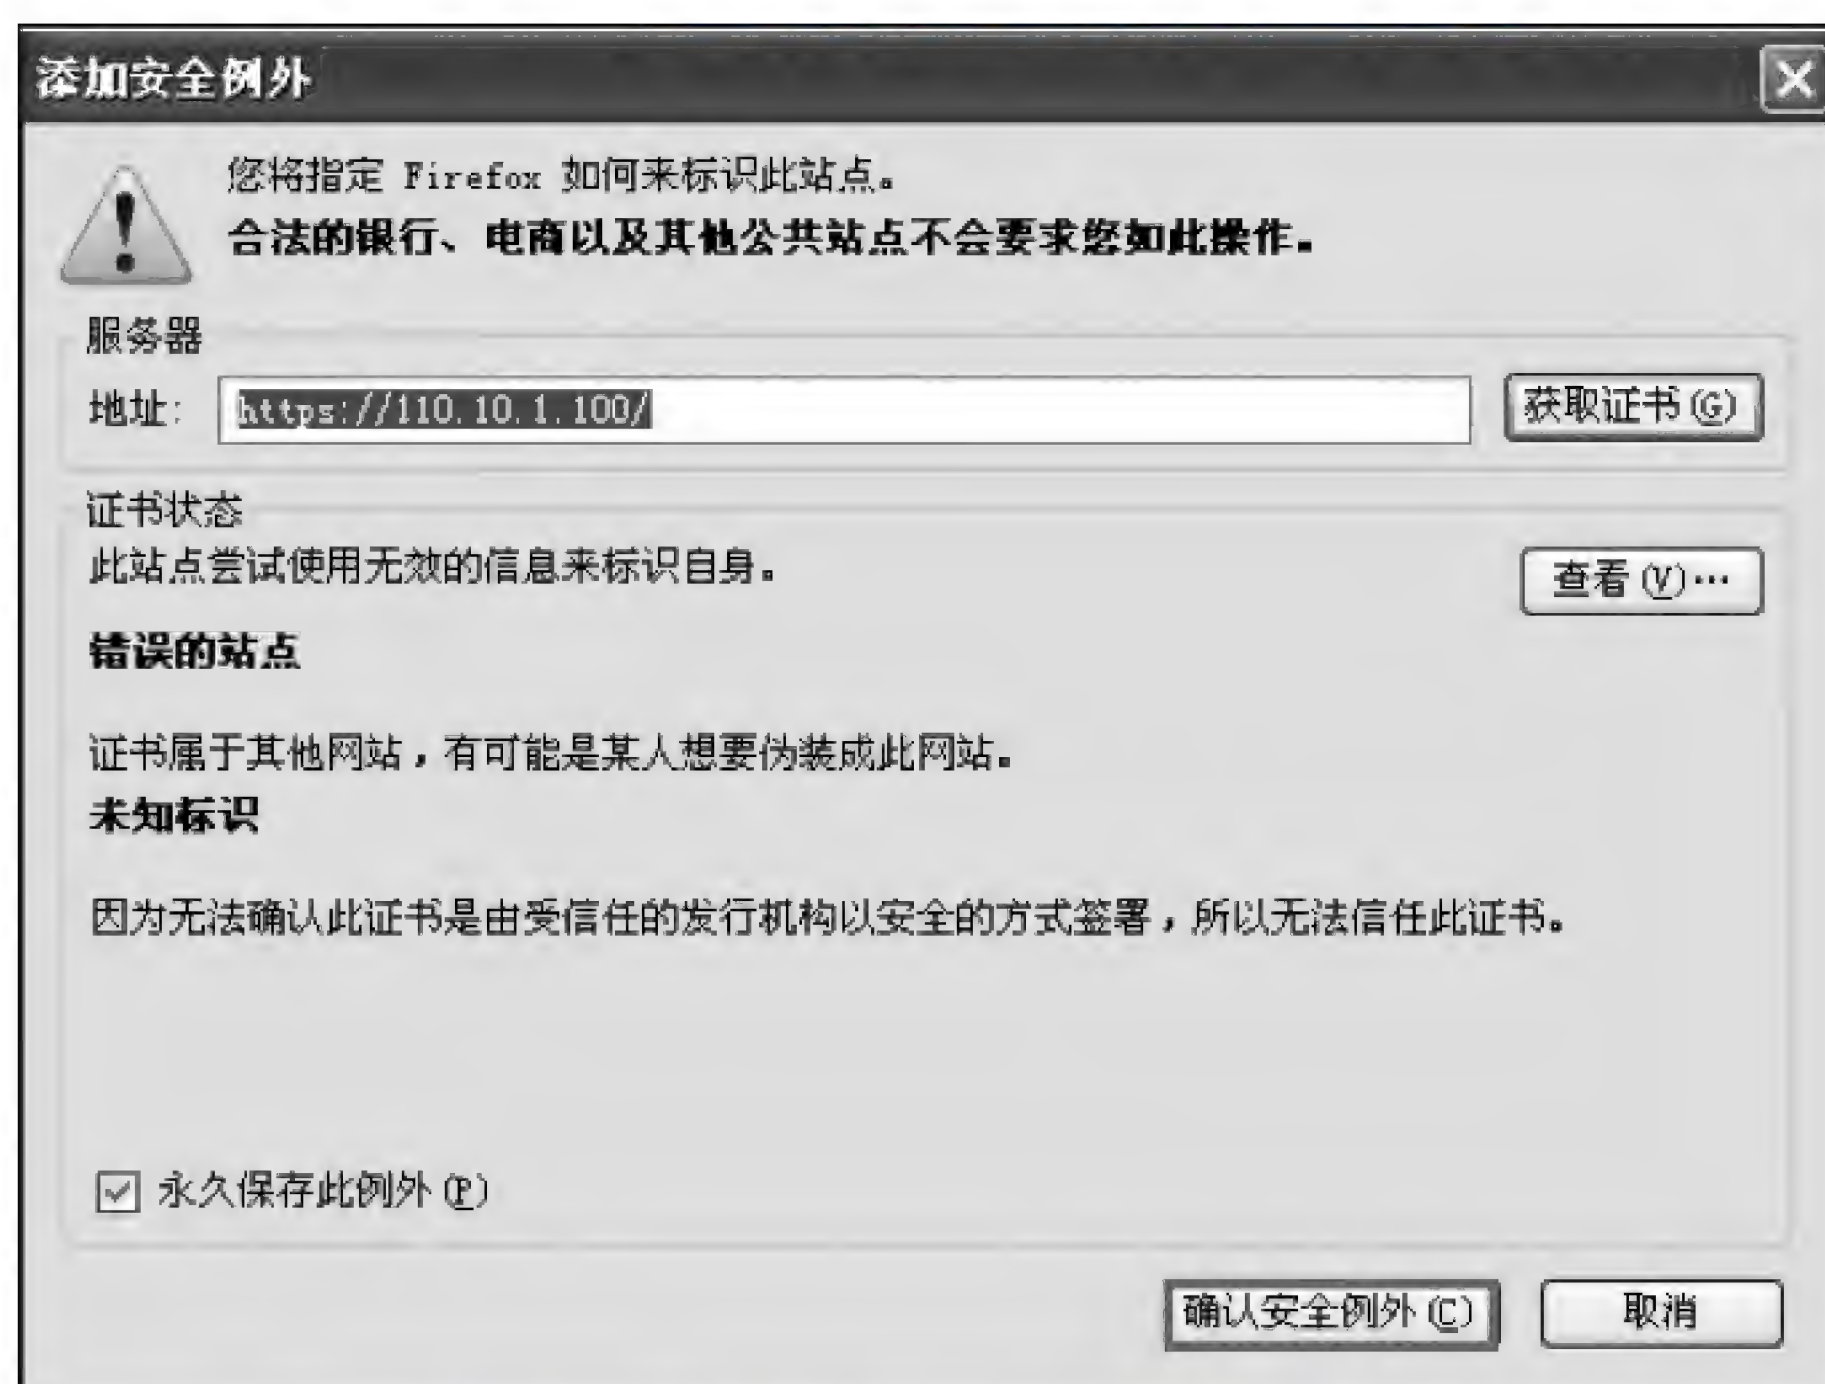 添加安全例外
您将指定 Firefox 如何来标识此站点。
合法的银行、电商以及其他公共站点不会要求您如此操作。
服务器
地址: https://110.10.1.100/ 获取证书(G)
证书状态
此站点尝试使用无效的信息来标识自身。 查看(V)…
错误的站点
证书属于其他网站，有可能是某人想要伪装成此网站。
未知标识
因为无法确认此证书是由受信任的发行机构以安全的方式签署，所以无法信任此证书。
永久保存此例外(P)
确认安全例外(C) 取消